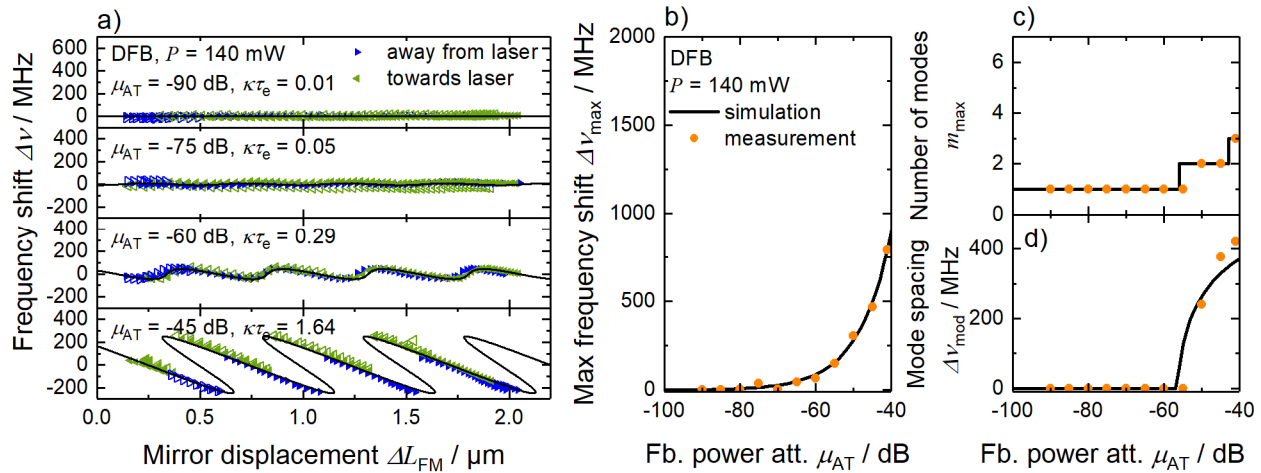 a)
DFB, P = 140 mW
away from laser
towards laser
μAT = -90 dB, κτe = 0.01
μAT = -75 dB, κτe = 0.05
μAT = -60 dB, κτe = 0.29
μAT = -45 dB, κτe = 1.64
600
400
200
0
-200
400
200
0
-200
400
200
0
-200
200
0
-200
Frequency shift Δν / MHz
0.0 0.5 1.0 1.5 2.0
Mirror displacement ΔLFM / μm
b)
DFB
P = 140 mW
simulation
measurement
2000
1750
1500
1250
1000
750
500
250
0
Max frequency shift Δνmax / MHz
-100 -80 -60 -40
Fb. power att. μAT / dB
c)
6
4
2
0
Number of modes
mmax
d)
400
200
0
Mode spacing
Δνmod / MHz
-100 -80 -60 -40
Fb. power att. μAT / dB